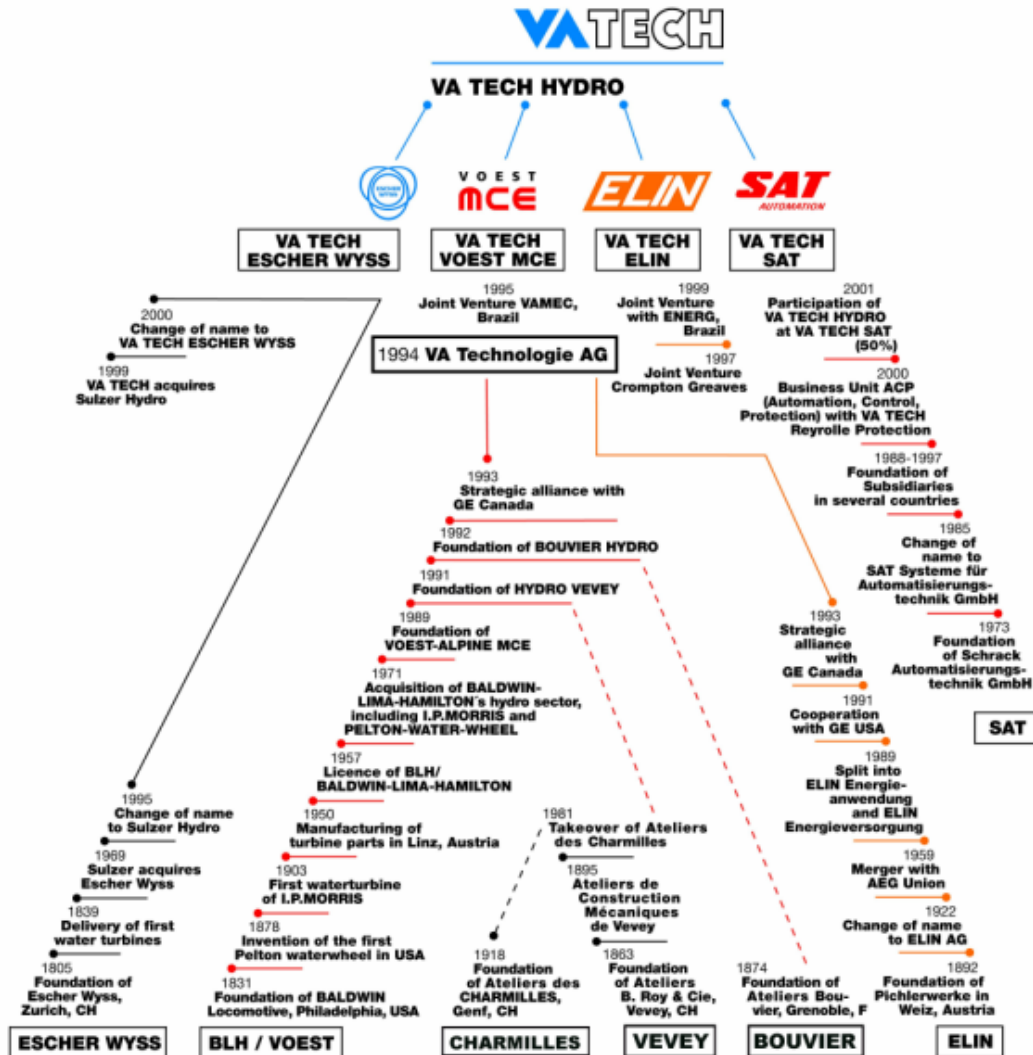 VA TECH
VA TECH HYDRO
ESCHER
WYSS
VOEST
MCE
ELIN
SAT
AUTOMATION
VA TECH
ESCHER WYSS
VA TECH
VOEST MCE
VA TECH
ELIN
VA TECH
SAT
2000
Change of name to
VA TECH ESCHER WYSS
1999
VA TECH acquires
Sulzer Hydro
1995
Change of name
to Sulzer Hydro
1969
Sulzer acquires
Escher Wyss
1839
Delivery of first
water turbines
1805
Foundation of
Escher Wyss,
Zurich, CH
ESCHER WYSS
1995
Joint Venture VAMEC,
Brazil
1994 VA Technologie AG
1993
Strategic alliance with
GE Canada
1992
Foundation of BOUVIER HYDRO
1991
Foundation of HYDRO VEVEY
1989
Foundation of
VOEST-ALPINE MCE
1971
Acquisition of BALDWIN-
LIMA-HAMILTON´s hydro sector,
including I.P.MORRIS and
PELTON-WATER-WHEEL
1957
Licence of BLH/
BALDWIN-LIMA-HAMILTON
1950
Manufacturing of
turbine parts in Linz, Austria
1903
First waterturbine
of I.P.MORRIS
1878
Invention of the first
Pelton waterwheel in USA
1831
Foundation of BALDWIN
Locomotive, Philadelphia, USA
BLH / VOEST
1918
Foundation
of Ateliers des
CHARMILLES,
Genf, CH
CHARMILLES
1981
Takeover of Ateliers
des Charmilles
1895
Ateliers de
Construction
Mécaniques
de Vevey
1863
Foundation
of Ateliers
B. Roy & Cie,
Vevey, CH
VEVEY
1874
Foundation of
Ateliers Bou-
vier, Grenoble, F
BOUVIER
1999
Joint Venture
with ENERG,
Brazil
1997
Joint Venture
Crompton Greaves
1993
Strategic
alliance
with
GE Canada
1991
Cooperation
with GE USA
1989
Split into
ELIN Energie-
anwendung
and ELIN
Energieversorgung
1959
Merger with
AEG Union
1922
Change of name
to ELIN AG
1892
Foundation of
Pichlerwerke in
Weiz, Austria
ELIN
2001
Participation of
VA TECH HYDRO
at VA TECH SAT
(50%)
2000
Business Unit ACP
(Automation, Control,
Protection) with VA TECH
Reyrolle Protection
1988-1997
Foundation of
Subsidiaries
in several countries
1985
Change of
name to
SAT Systeme für
Automatisierungs-
technik GmbH
1973
Foundation
of Schrack
Automatisierungs-
technik GmbH
SAT